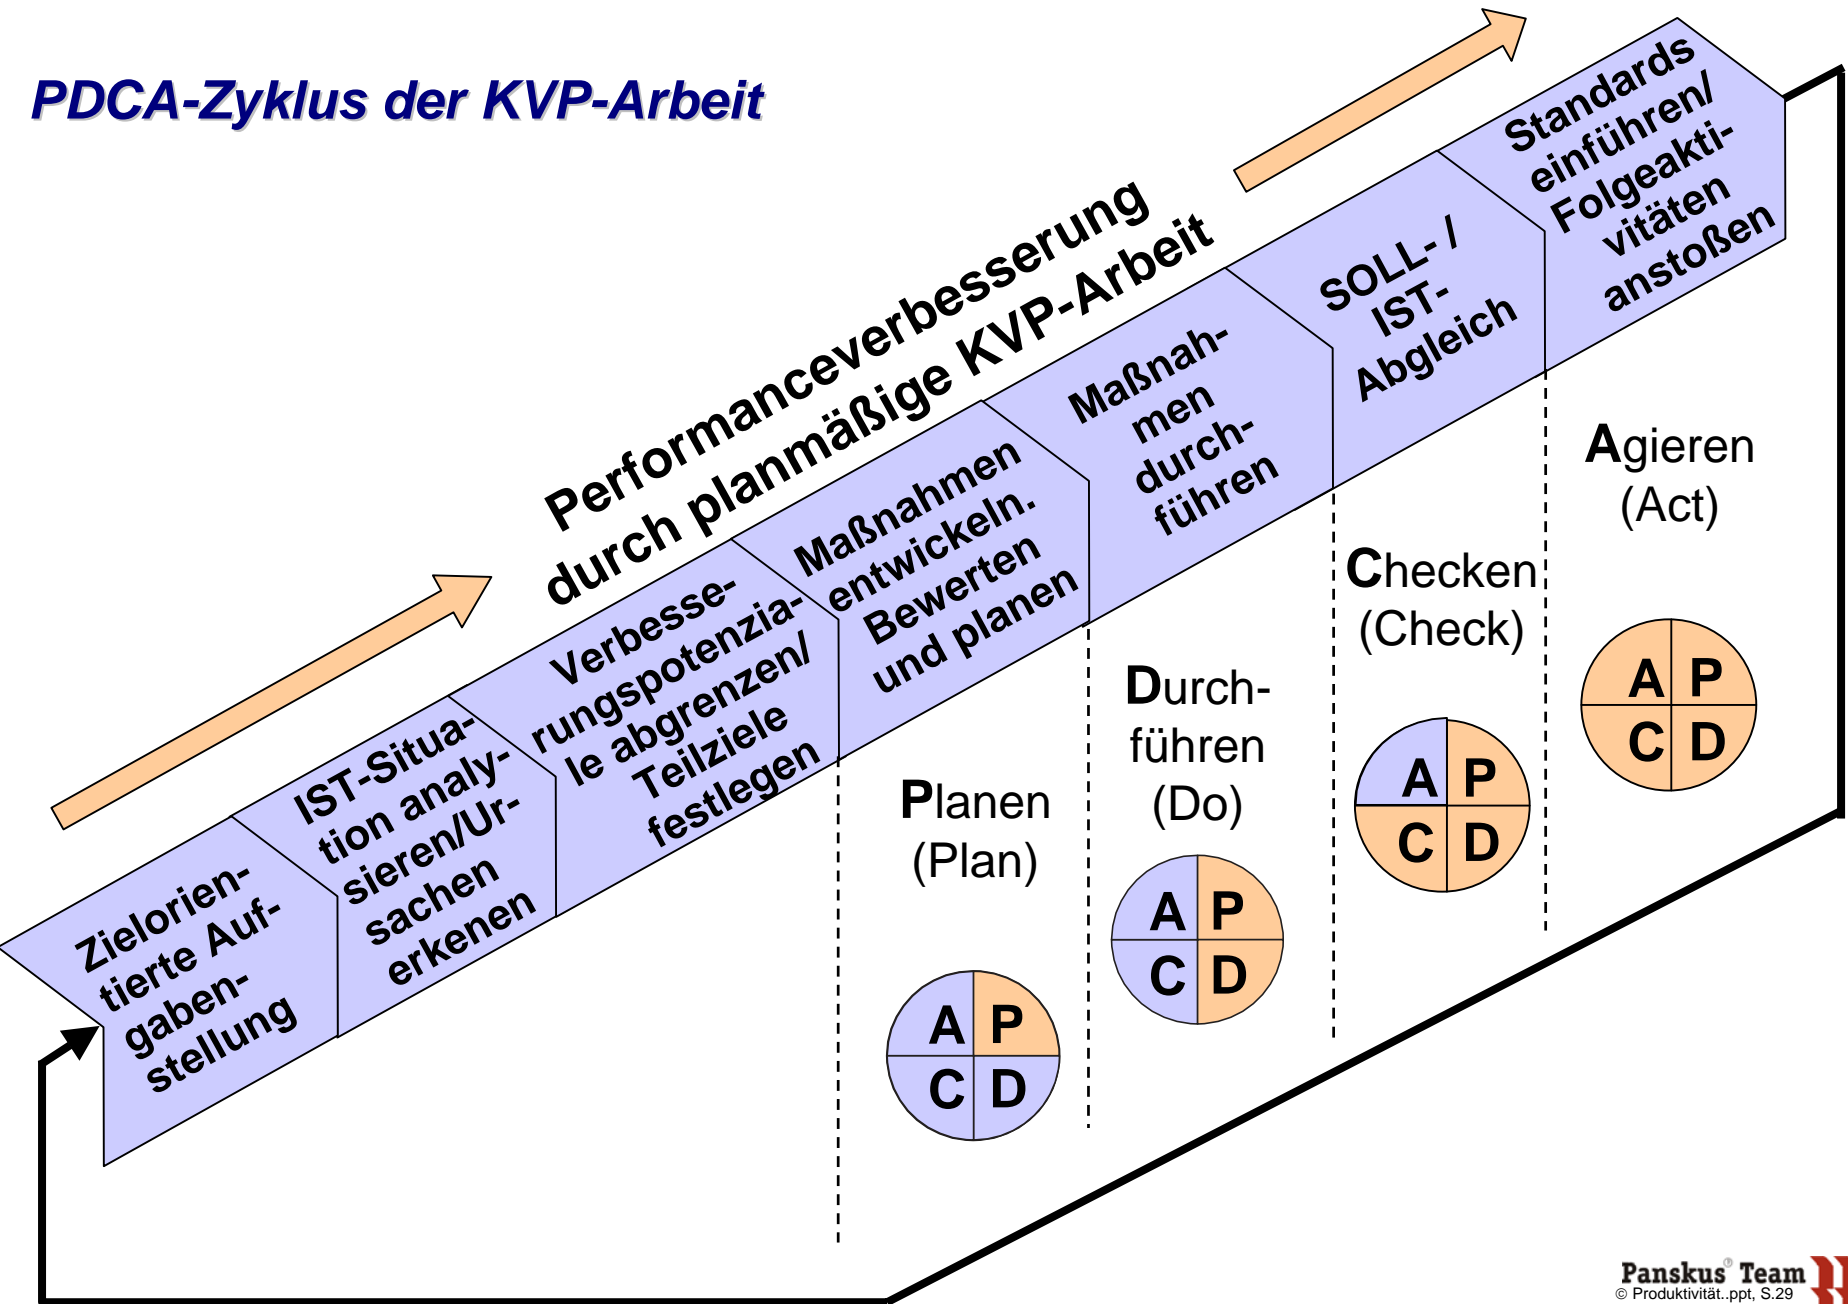 PDCA-Zyklus der KVP-Arbeit
Performanceverbesserung
durch planmäßige KVP-Arbeit
Zielorien-
tierte Auf-
gaben-
stellung
IST-Situa-
tion analy-
sieren/Ur-
sachen
erkenen
Verbesse-
rungspotenzia-
le abgrenzen/
Teilziele
festlegen
Maßnahmen
entwickeln.
Bewerten
und planen
Maßnah-
men
durch-
führen
SOLL- /
IST-
Abgleich
Standards
einführen/
Folgeakti-
vitäten
anstoßen
Planen
(Plan)
A P
C D
Durch-
führen
(Do)
A P
C D
Checken
(Check)
A P
C D
Agieren
(Act)
A P
C D
Panskus® Team
© Produktivität..ppt, S.29